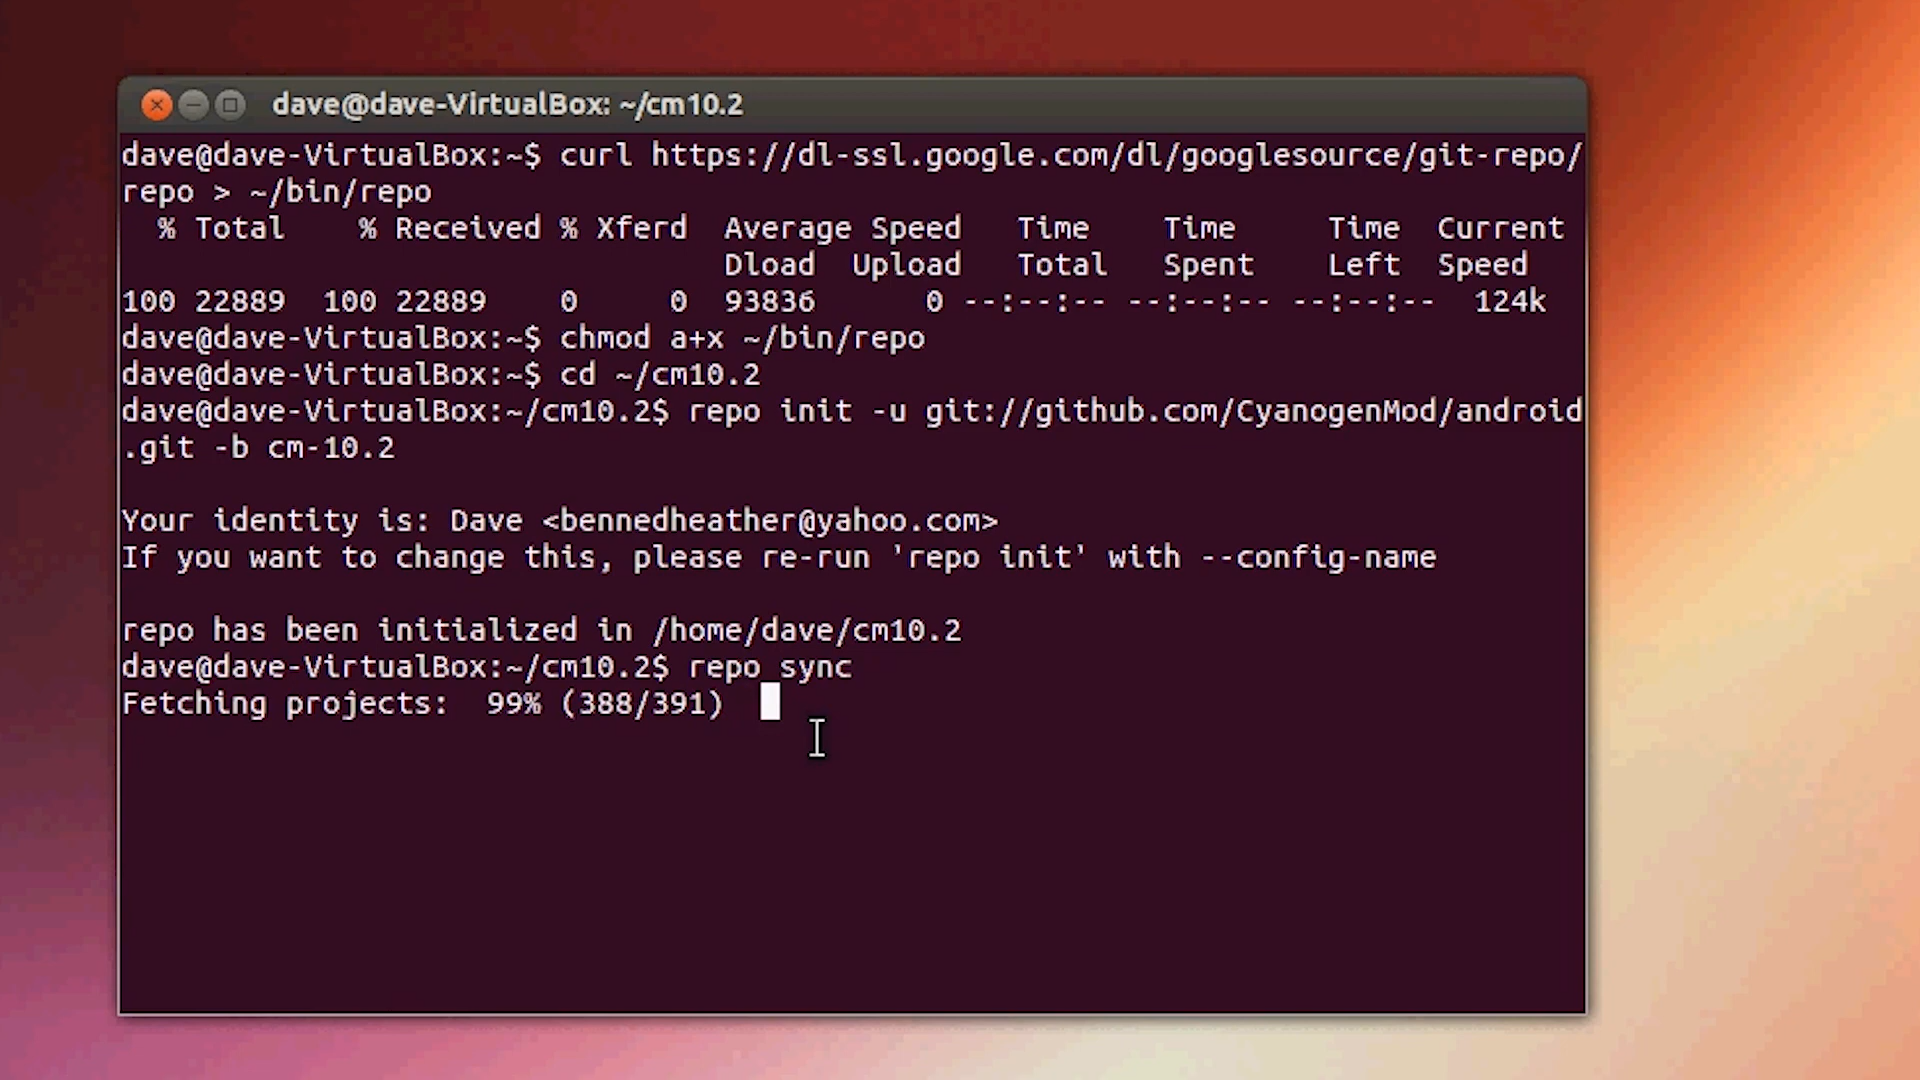 dave@dave-VirtualBox: ~/cm10.2
dave@dave-VirtualBox:~$ curl https://dl-ssl.google.com/dl/googlesource/git-repo/
repo > ~/bin/repo
  % Total    % Received % Xferd  Average Speed   Time    Time     Time  Current
                                 Dload  Upload   Total   Spent    Left  Speed
100 22889  100 22889    0     0  93836      0 --:--:-- --:--:-- --:--:--  124k
dave@dave-VirtualBox:~$ chmod a+x ~/bin/repo
dave@dave-VirtualBox:~$ cd ~/cm10.2
dave@dave-VirtualBox:~/cm10.2$ repo init -u git://github.com/CyanogenMod/android
.git -b cm-10.2
Your identity is: Dave <bennedheather@yahoo.com>
If you want to change this, please re-run 'repo init' with --config-name
repo has been initialized in /home/dave/cm10.2
dave@dave-VirtualBox:~/cm10.2$ repo sync
Fetching projects:  99% (388/391)